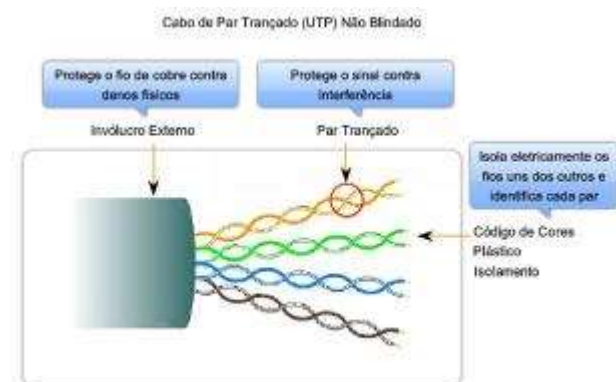 Cabo de Par Trançado (UTP) Não Blindado
Protege o fio de cobre contra
danos físicos
Invólucro Externo
Protege o sinal contra
interferência
Par Trançado
Isola eletricamente os
fios uns dos outros e
identifica cada par
Código de Cores
Plástico
Isolamento